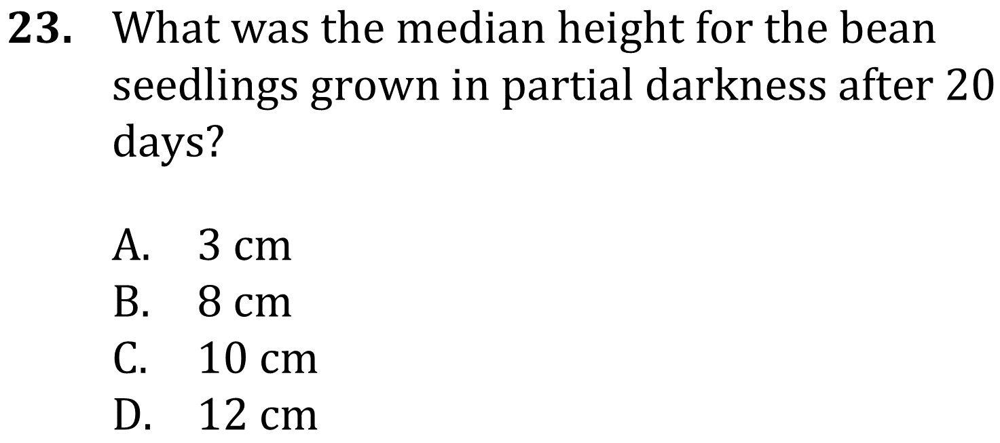 23. What was the median height for the bean
seedlings grown in partial darkness after 20
days?
A. 3 cm
B. 8 cm
C. 10 cm
D. 12 cm